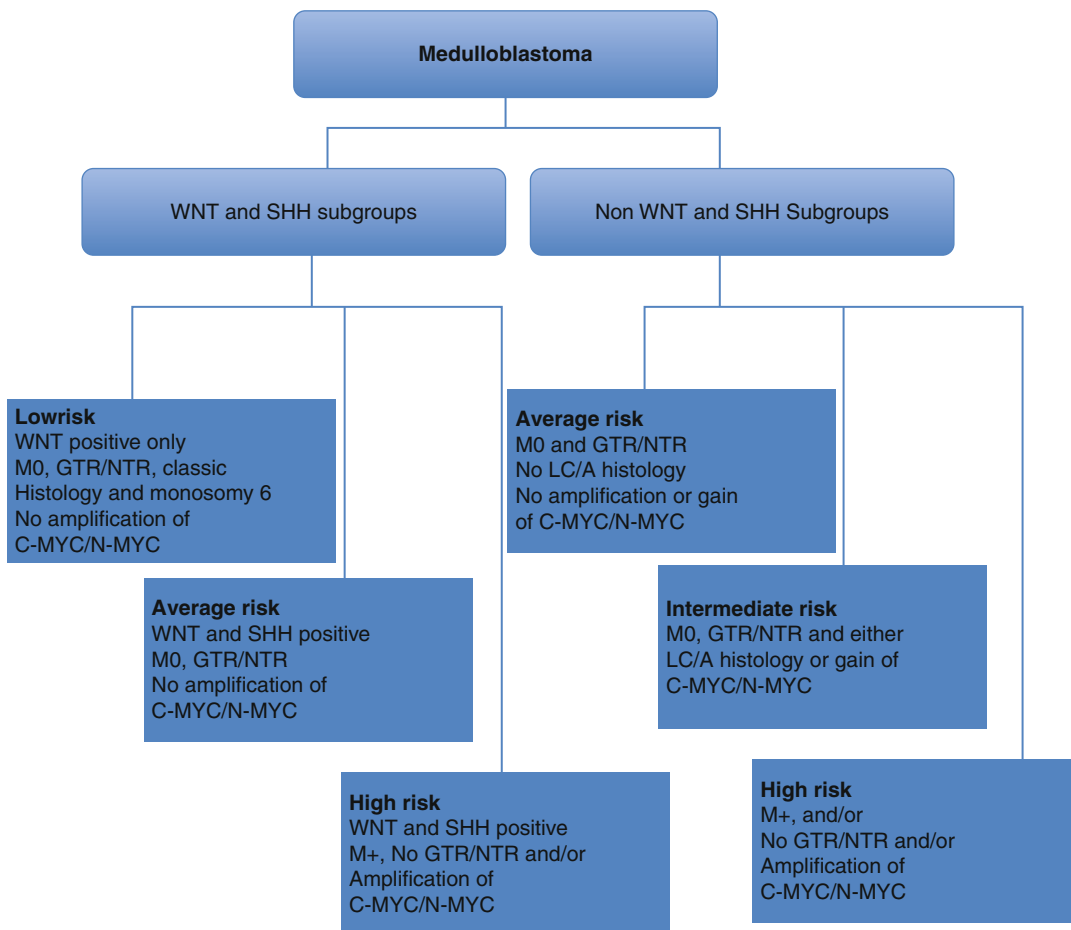 Medulloblastoma
WNT and SHH subgroups
Non WNT and SHH Subgroups
Lowrisk
WNT positive only
M0, GTR/NTR, classic
Histology and monosomy 6
No amplification of
C-MYC/N-MYC
Average risk
WNT and SHH positive
M0, GTR/NTR
No amplification of
C-MYC/N-MYC
High risk
WNT and SHH positive
M+, No GTR/NTR and/or
Amplification of
C-MYC/N-MYC
Average risk
M0 and GTR/NTR
No LC/A histology
No amplification or gain
of C-MYC/N-MYC
Intermediate risk
M0, GTR/NTR and either
LC/A histology or gain of
C-MYC/N-MYC
High risk
M+, and/or
No GTR/NTR and/or
Amplification of
C-MYC/N-MYC